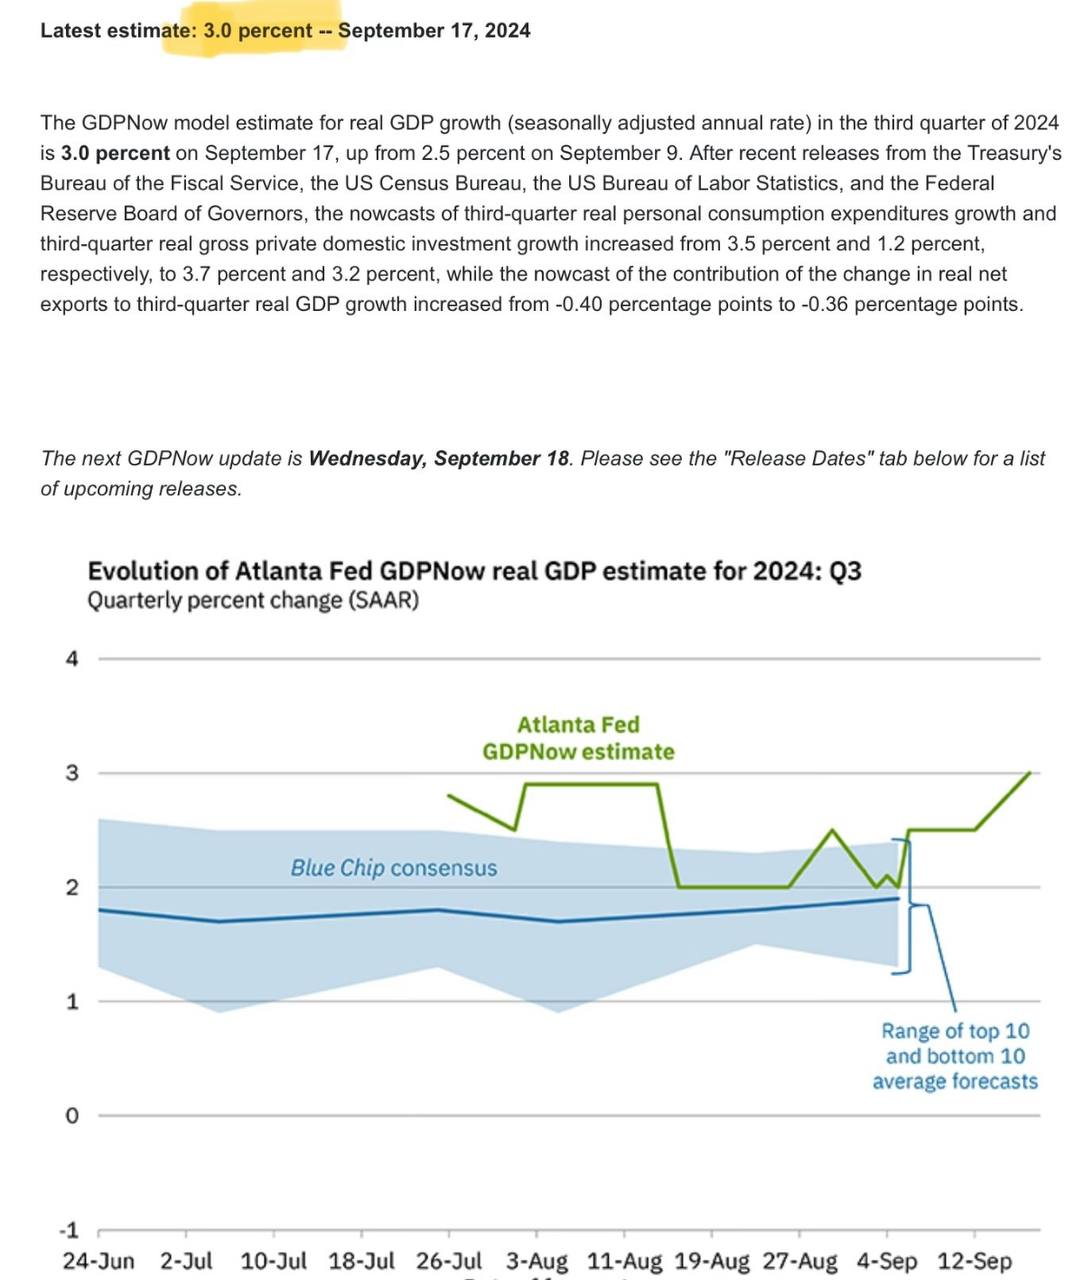 Latest estimate: 3.0 percent -- September 17, 2024
The GDPNow model estimate for real GDP growth (seasonally adjusted annual rate) in the third quarter of 2024
is 3.0 percent on September 17, up from 2.5 percent on September 9. After recent releases from the Treasury's
Bureau of the Fiscal Service, the US Census Bureau, the US Bureau of Labor Statistics, and the Federal
Reserve Board of Governors, the nowcasts of third-quarter real personal consumption expenditures growth and
third-quarter real gross private domestic investment growth increased from 3.5 percent and 1.2 percent,
respectively, to 3.7 percent and 3.2 percent, while the nowcast of the contribution of the change in real net
exports to third-quarter real GDP growth increased from -0.40 percentage points to -0.36 percentage points.
The next GDPNow update is Wednesday, September 18. Please see the "Release Dates" tab below for a list
of upcoming releases.
Evolution of Atlanta Fed GDPNow real GDP estimate for 2024: Q3
Quarterly percent change (SAAR)
4
Atlanta Fed
GDPNow estimate
3
Blue Chip consensus
2
1
Range of top 10
and bottom 10
average forecasts
0
-1
24-Jun 2-Jul 10-Jul 18-Jul 26-Jul 3-Aug 11-Aug 19-Aug 27-Aug 4-Sep 12-Sep